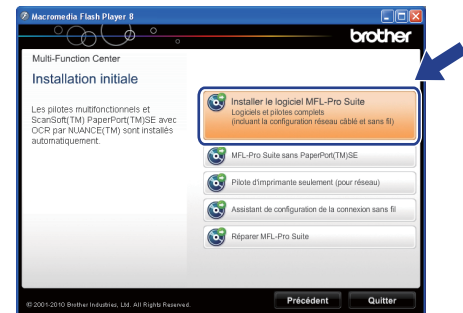 Macromedia Flash Player 8
brother
Multi-Function Center
Installation initiale
Les pilotes multifonctionnels et
ScanSoft(TM) PaperPort(TM)SE avec
OCR par NUANCE(TM) sont installés
automatiquement.
Installer le logiciel MFL-Pro Suite
Logiciels et pilotes complets
(incluant la configuration réseau câblé et sans fil)
MFL-Pro Suite sans PaperPort(TM)SE
Pilote d'imprimante seulement (pour réseau)
Assistant de configuration de la connexion sans fil
Réparer MFL-Pro Suite
© 2001-2010 Brother Industries, Ltd. All Rights Reserved.
Précédent
Quitter